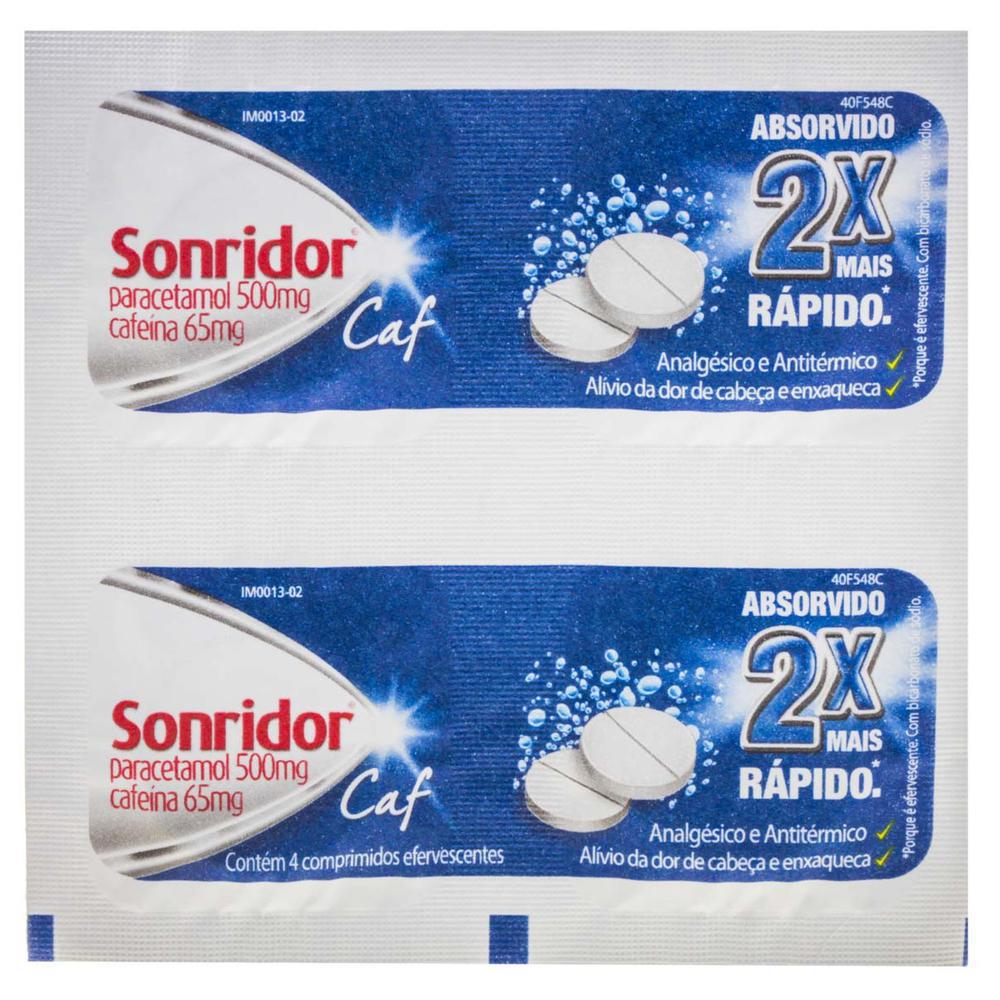 IM0013-02
40F548C
ABSORVIDO
2X
MAIS
RÁPIDO.*
Sonridor®
paracetamol 500mg
cafeína 65mg
Caf
Analgésico e Antitérmico
Alívio da dor de cabeça e enxaqueca
*Porque é efervescente. Com bicarbonato de sódio.
IM0013-02
40F548C
ABSORVIDO
2X
MAIS
RÁPIDO.*
Sonridor®
paracetamol 500mg
cafeína 65mg
Caf
Contém 4 comprimidos efervescentes
Analgésico e Antitérmico
Alívio da dor de cabeça e enxaqueca
*Porque é efervescente. Com bicarbonato de sódio.